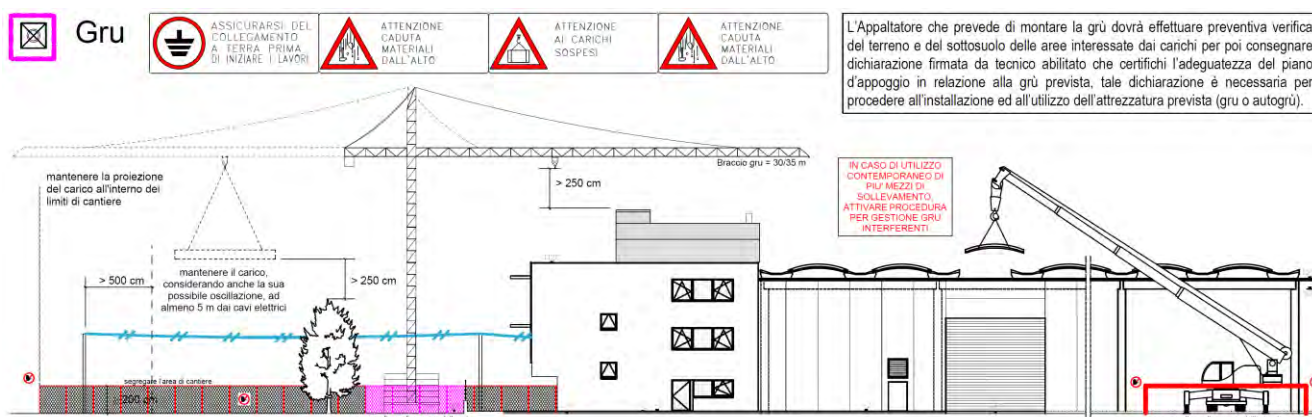 Gru
ASSICURARSI DEL
COLLEGAMENTO
A TERRA PRIMA
DI INIZIARE I LAVORI
ATTENZIONE
CADUTA
MATERIALI
DALL'ALTO
ATTENZIONE
AI CARICHI
SOSPESI
ATTENZIONE
CADUTA
MATERIALI
DALL'ALTO
L'Appaltatore che prevede di montare la grù dovrà effettuare preventiva verifica
del terreno e del sottosuolo delle aree interessate dai carichi per poi consegnare
dichiarazione firmata da tecnico abilitato che certifichi l'adeguatezza del piano
d'appoggio in relazione alla grù prevista, tale dichiarazione è necessaria per
procedere all'installazione ed all'utilizzo dell'attrezzatura prevista (gru o autogrù).
Braccio gru = 30/35 m
mantenere la proiezione
del carico all'interno dei
limiti di cantiere
> 250 cm
IN CASO DI UTILIZZO
CONTEMPORANEO DI
PIU' MEZZI DI
SOLLEVAMENTO,
ATTIVARE PROCEDURA
PER GESTIONE GRU
INTERFERENTI
> 500 cm
mantenere il carico,
considerando anche la sua
possibile oscillazione, ad
almeno 5 m dai cavi elettrici
> 250 cm
segregare l'area di cantiere
> 200 cm